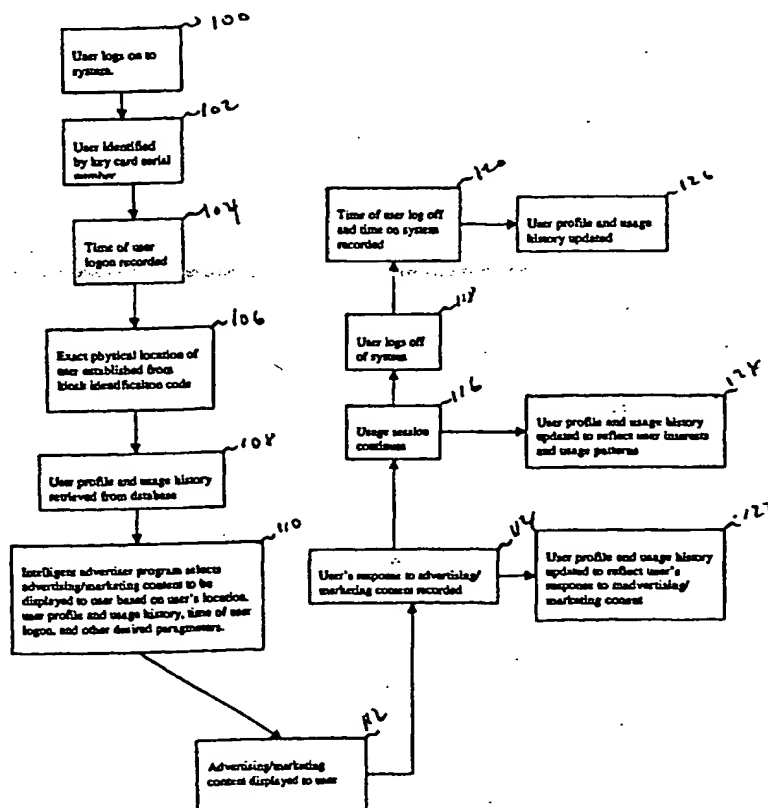 100
User logs on to
system.
102
User identified
by key card serial
number
104
Time of user
logon recorded
106
Exact physical location of
user established from
kiosk identificaiton code
108
User profile and usage history
retrieved from database
110
Intelligent advertiser program selects
advertising/marketing content to be
displayed to user based on user's location,
user profile and usage history, time of user
logon, and other desired parameters.
112
Advertising/marketing
content displayed to user
114
User's response to advertising/
marketing content recorded
122
User profile and usage history
updated to reflect user's
response to madvertising/
marketing content
116
Usage session
continues
124
User profile and usage history
updated to reflect user interests
and usage patterns
118
User logs off
of system
120
Time of user log off
and time on system
recorded
126
User profile and usage
history updated